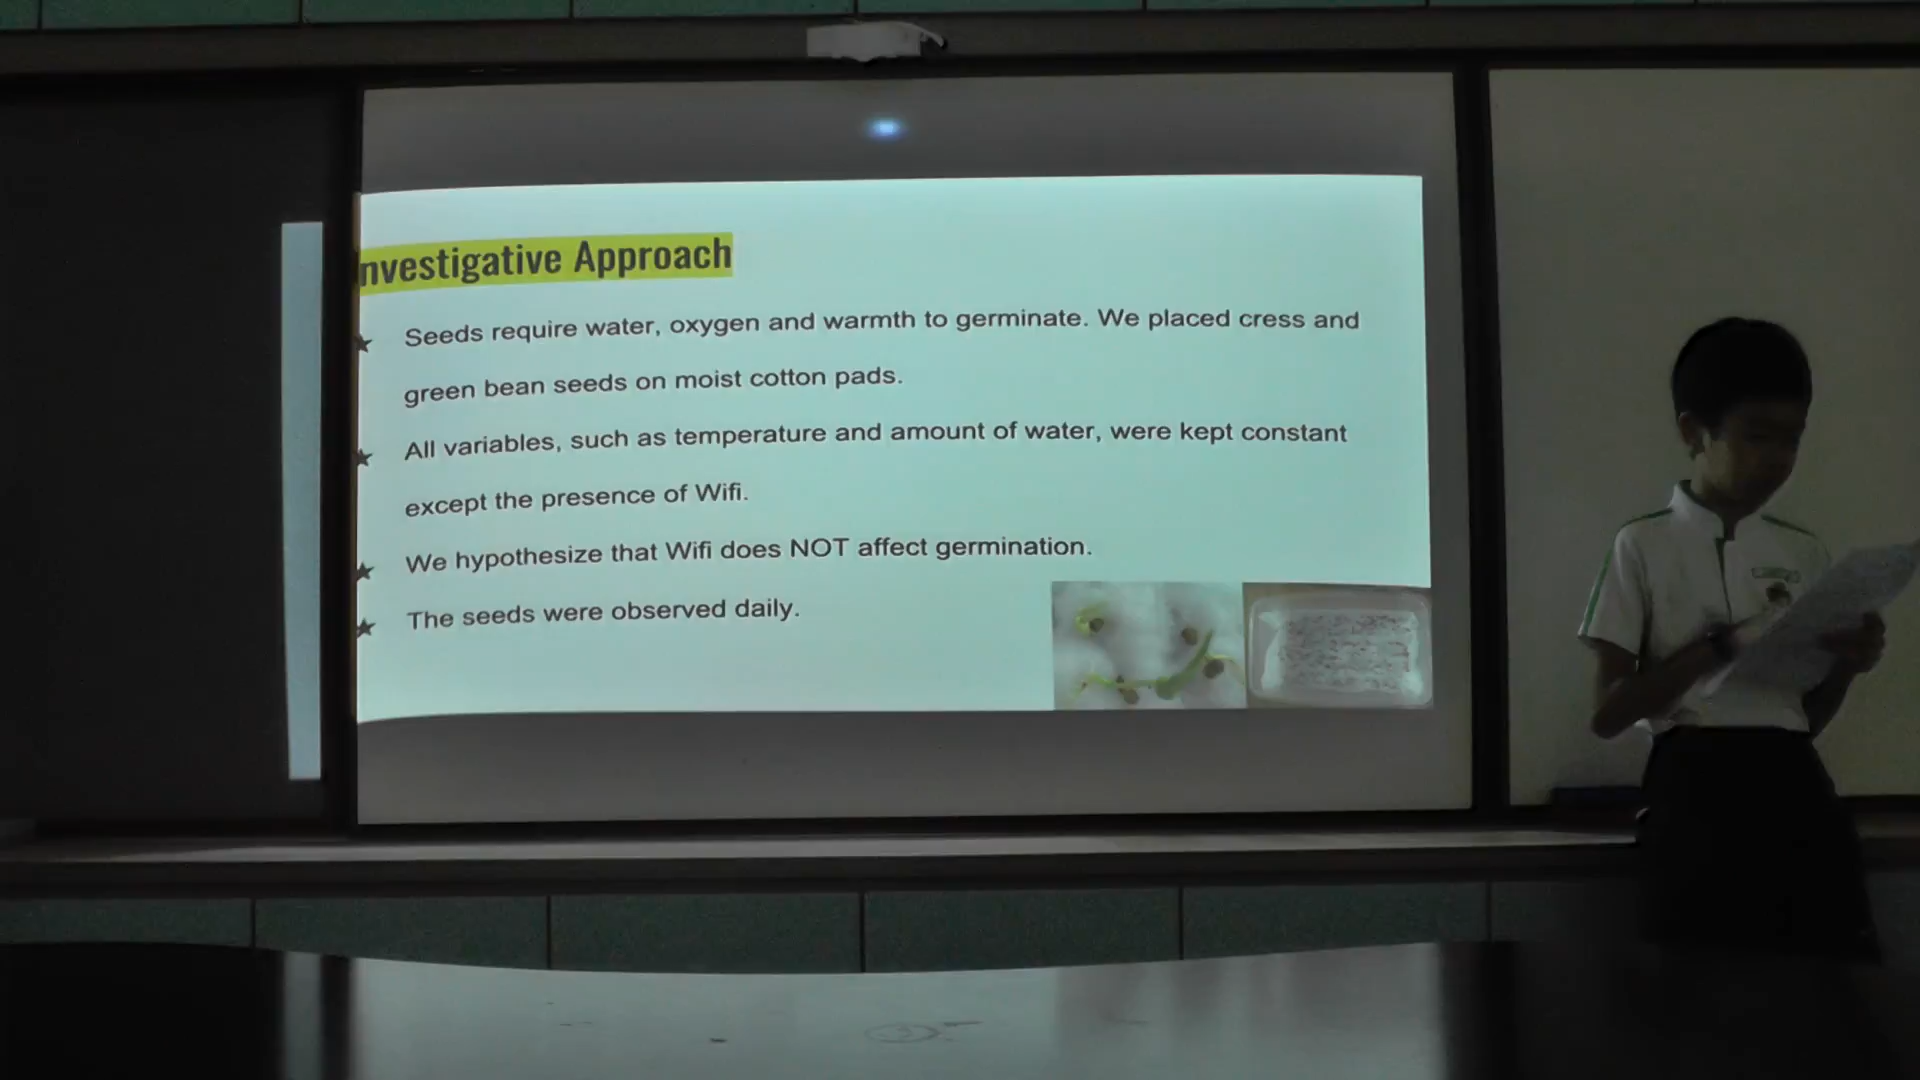 nvestigative Approach
Seeds require water, oxygen and warmth to germinate. We placed cress and
green bean seeds on moist cotton pads.
All variables, such as temperature and amount of water, were kept constant
except the presence of Wifi.
We hypothesize that Wifi does NOT affect germination.
The seeds were observed daily.